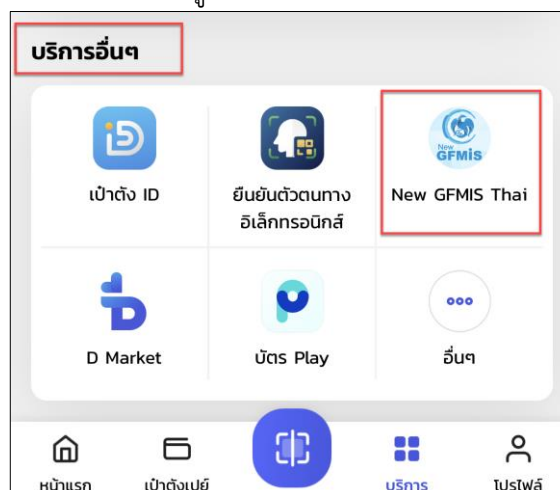 บริการอื่นๆ
New
GFMiS
เป๋าตัง ID
ยืนยันตัวตนทาง
อิเล็กทรอนิกส์
New GFMIS Thai
D Market
บัตร Play
อื่นๆ
หน้าแรก
เป๋าตังเปย์
บริการ
โปรไฟล์